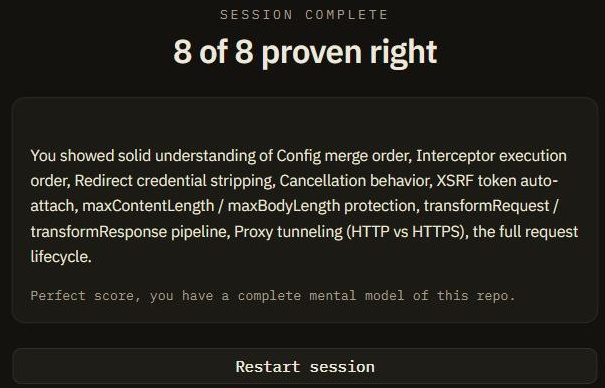 SESSION COMPLETE
8 of 8 proven right
You showed solid understanding of Config merge order, Interceptor execution
order, Redirect credential stripping, Cancellation behavior, XSRF token auto-
attach, maxContentLength / maxBodyLength protection, transformRequest /
transformResponse pipeline, Proxy tunneling (HTTP vs HTTPS), the full request
lifecycle.
Perfect score, you have a complete mental model of this repo.
Restart session